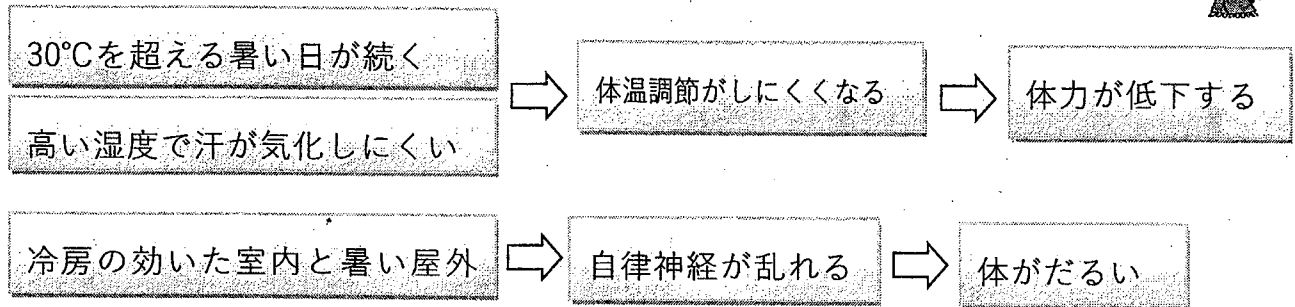 30℃を超える暑い日が続く
高い湿度で汗が気化しにくい
体温調節がしにくくなる
体力が低下する
冷房の効いた室内と暑い屋外
自律神経が乱れる
体がだるい